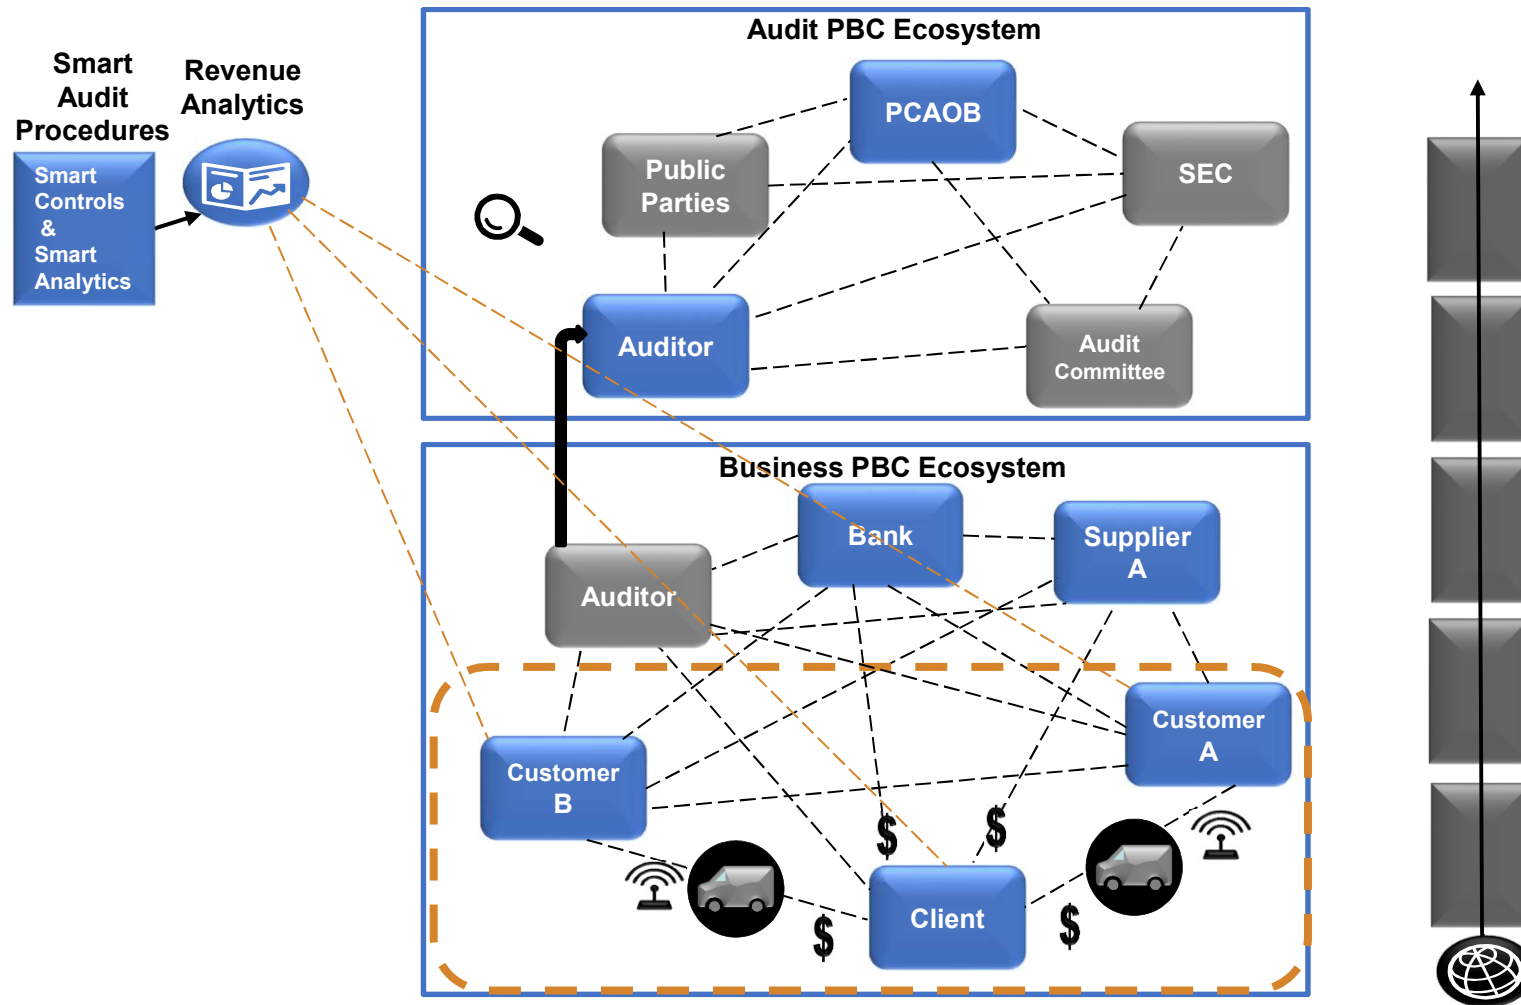 Smart
Audit
Procedures
Revenue
Analytics
Smart
Controls
&
Smart
Analytics
Audit PBC Ecosystem
PCAOB
Public
Parties
SEC
Auditor
Audit
Committee
Business PBC Ecosystem
Bank
Supplier
A
Auditor
Customer
A
Customer
B
$
$
Client
$
$